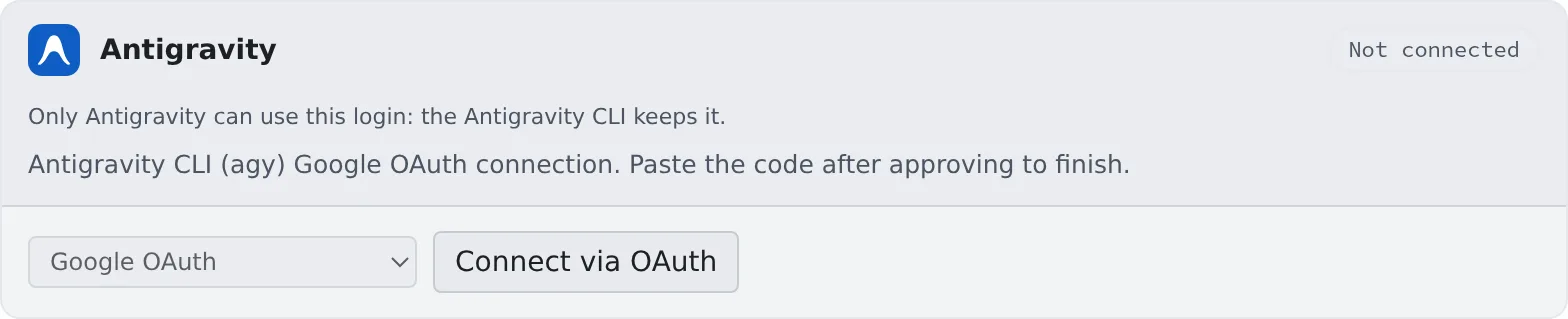 Antigravity
Not connected
Only Antigravity can use this login: the Antigravity CLI keeps it.
Antigravity CLI (agy) Google OAuth connection. Paste the code after approving to finish.
Google OAuth
Connect via OAuth